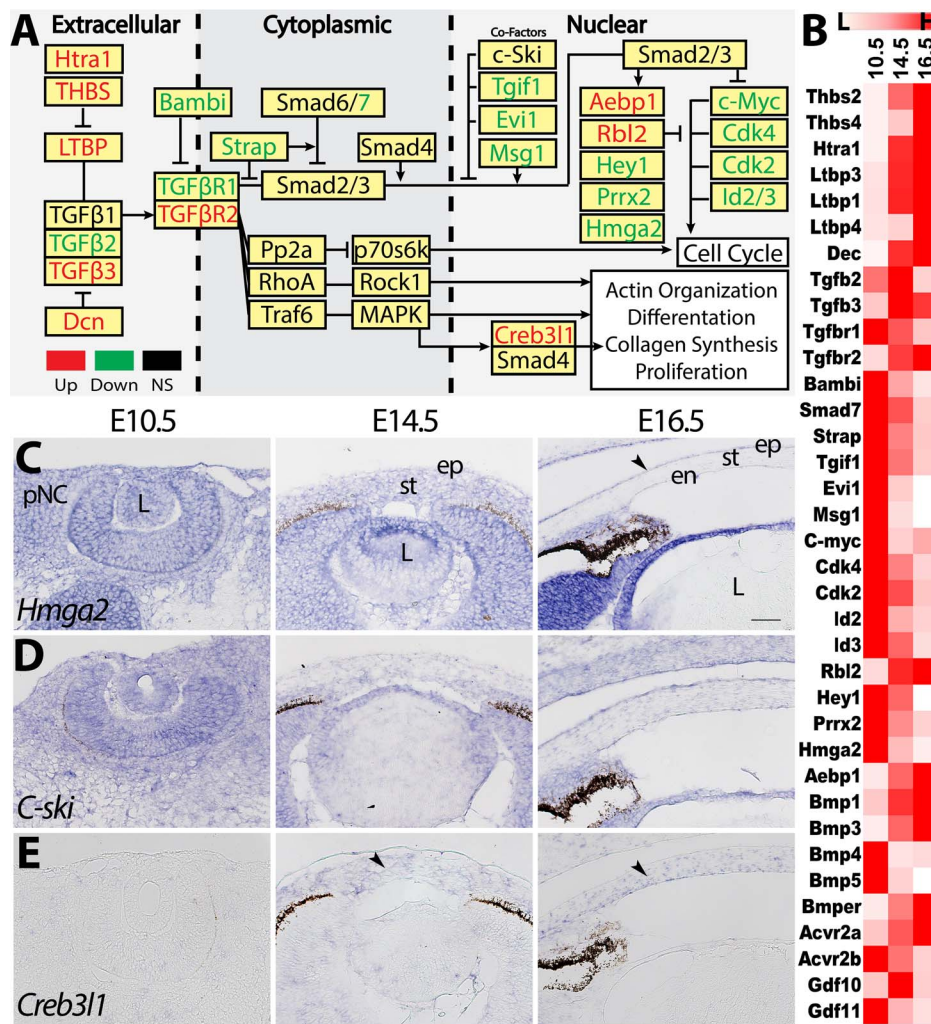 A
Extracellular
Cytoplasmic
Nuclear
Htra1
THBS
LTBP
TGFβ1
TGFβ2
TGFβ3
Dcn
Up
Down
NS
Bambi
Smad6/7
Strap
Smad4
TGFβR1
TGFβR2
Smad2/3
Pp2a
p70s6k
RhoA
Rock1
Traf6
MAPK
Co-Factors
c-Ski
Tgif1
Evi1
Msg1
Smad2/3
Aebp1
Rbl2
Hey1
Prrx2
Hmga2
c-Myc
Cdk4
Cdk2
Id2/3
Cell Cycle
Creb3l1
Smad4
Actin Organization
Differentation
Collagen Synthesis
Proliferation
B
L
H
10.5
14.5
16.5
Thbs2
Thbs4
Htra1
Ltbp3
Ltbp1
Ltbp4
Dec
Tgfb2
Tgfb3
Tgfbr1
Tgfbr2
Bambi
Smad7
Strap
Tgif1
Evi1
Msg1
C-myc
Cdk4
Cdk2
Id2
Id3
Rbl2
Hey1
Prrx2
Hmga2
Aebp1
Bmp1
Bmp3
Bmp4
Bmp5
Bmper
Acvr2a
Acvr2b
Gdf10
Gdf11
E10.5
E14.5
E16.5
C
pNC
L
Hmga2
ep
st
L
ep
st
en
L
D
C-ski
E
Creb3l1